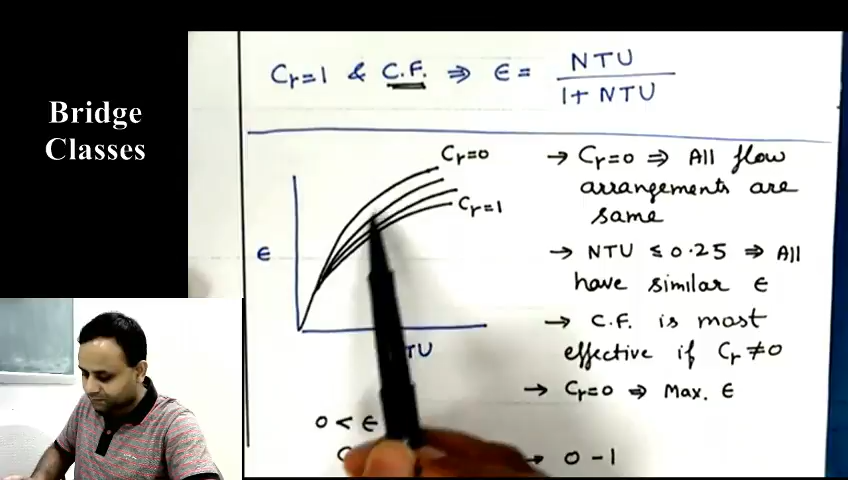 Bridge
Classes
Cr=1 & C.F. ⇒ ϵ = NTU
1+ NTU
Cr=0
Cr=1
ϵ
TU
0 < ϵ
→ Cr=0 ⇒ All flow
arrangements are
same
→ NTU ≤ 0.25 ⇒ All
have similar ϵ
→ C.F. is most
effective if Cr≠0
→ Cr=0 ⇒ Max. ϵ
→ 0 - 1